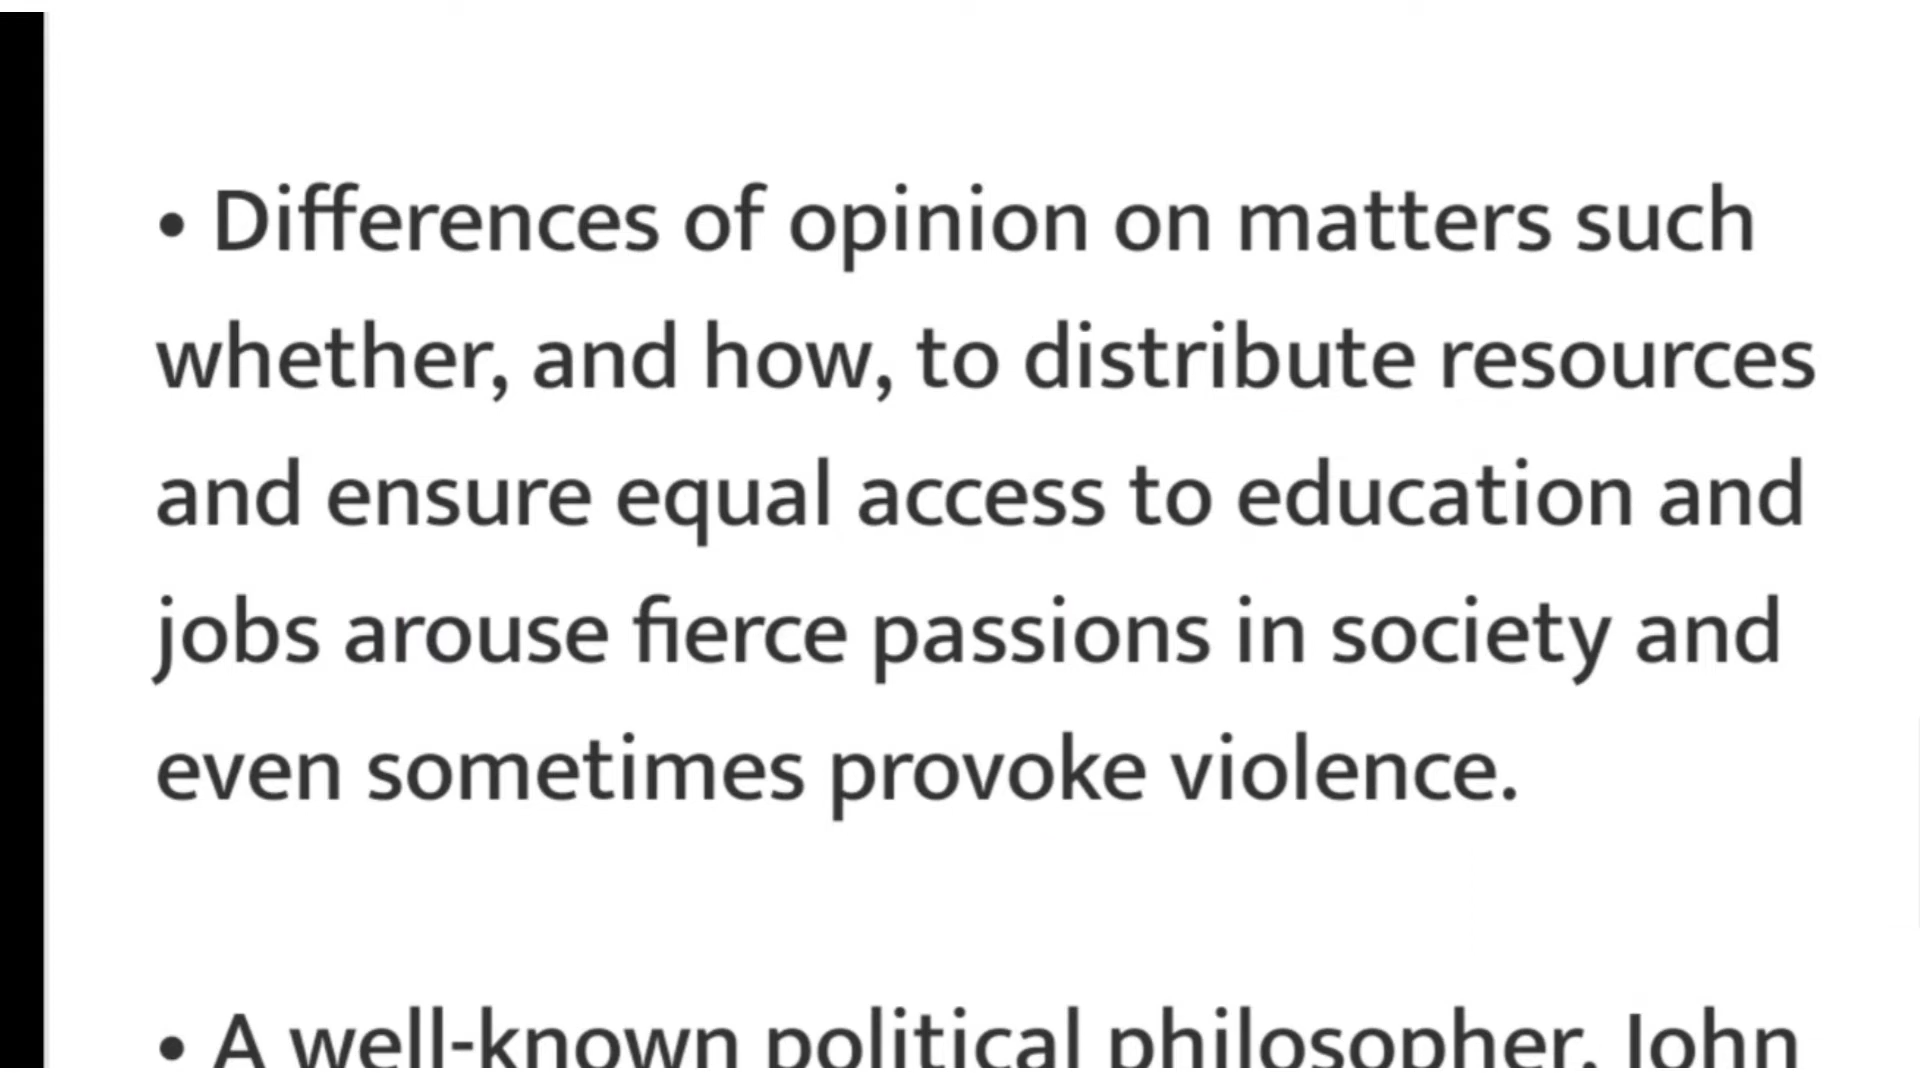 • Differences of opinion on matters such
whether, and how, to distribute resources
and ensure equal access to education and
jobs arouse fierce passions in society and
even sometimes provoke violence.
• A well-known political philosopher, John